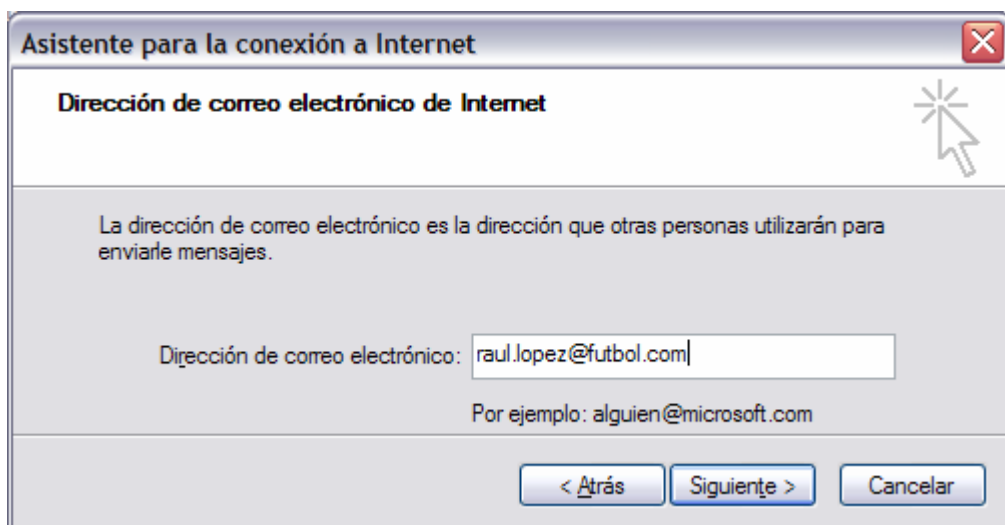 Asistente para la conexión a Internet
Dirección de correo electrónico de Internet
La dirección de correo electrónico es la dirección que otras personas utilizarán para
enviarle mensajes.
Dirección de correo electrónico: raul.lopez@futbol.com
Por ejemplo: alguien@microsoft.com
< Atrás Siguiente > Cancelar